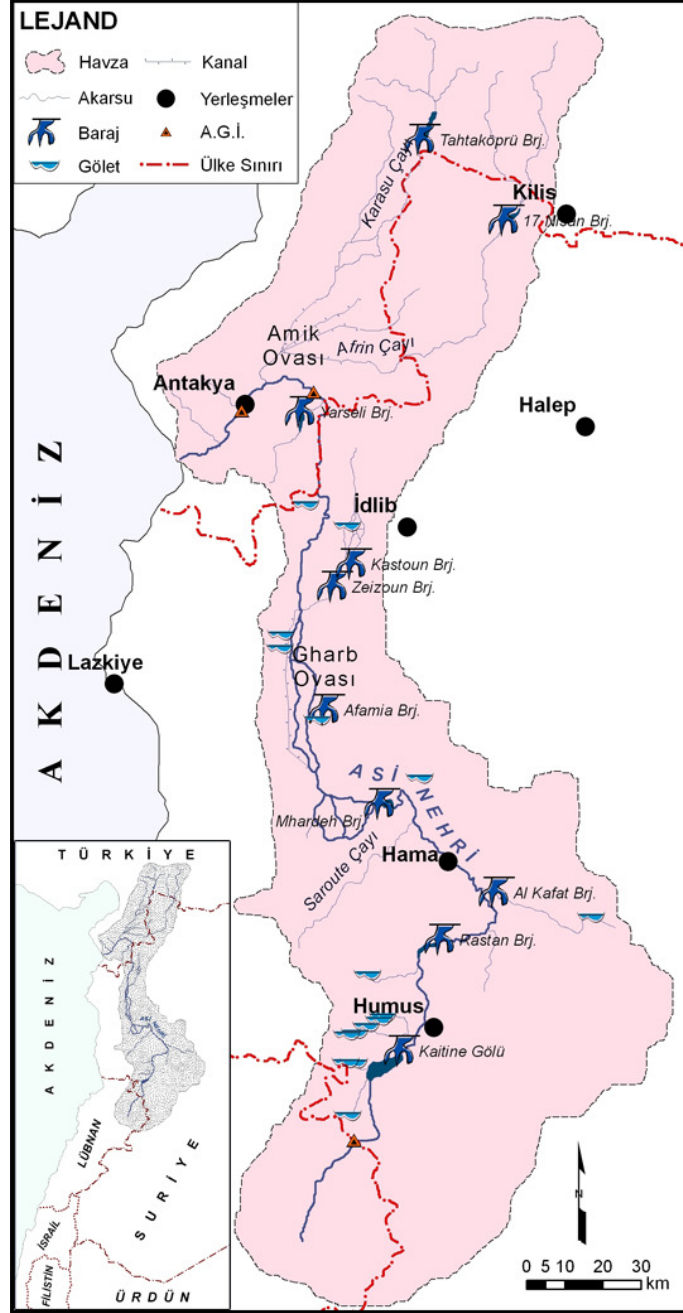 LEJAND
Havza
Kanal
Akarsu
Yerleşmeler
Baraj
A.G.İ.
Gölet
Ülke Sınırı
Tahtaköprü Brj.
Karasu Çayı
Kilis
17 Nisan Brj.
Amik
Ovası
Afrin Çayı
Antakya
Yarseli Brj.
Halep
AKDENİZ
İdlib
Kastoun Brj.
Zeizoun Brj.
Gharb
Ovası
Lazkiye
Afamia Brj.
ASİ NEHRİ
Mhardeh Brj.
Saroute Çayı
Hama
Al Kafat Brj.
Rastan Brj.
Humus
Kaitine Gölü
TÜRKİYE
AKDENİZ
ASİ NEHRİ
LÜBNAN
SURİYE
İSRAİL
FİLİSTİN
ÜRDÜN
N
0 5 10 20 30
km